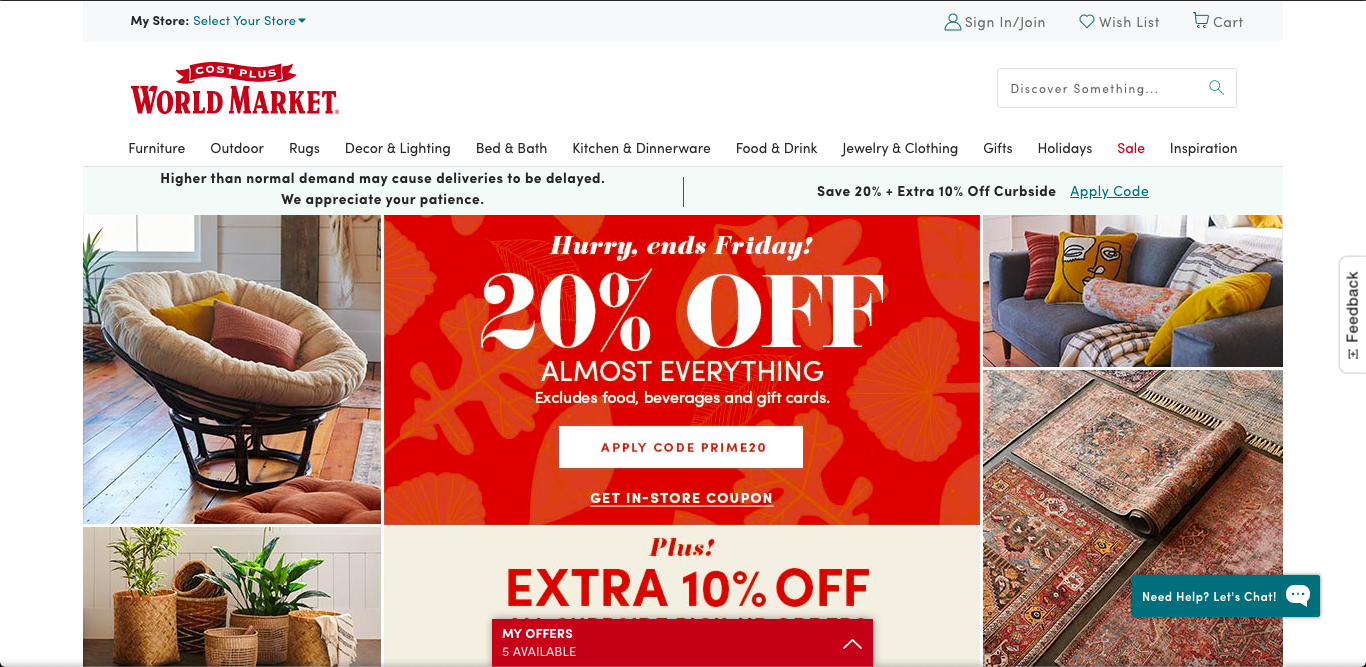 My Store: Select Your Store
Sign In/Join
Wish List
Cart
COST PLUS
WORLD MARKET®
Discover Something...
Furniture Outdoor Rugs Decor & Lighting Bed & Bath Kitchen & Dinnerware Food & Drink Jewelry & Clothing Gifts Holidays Sale Inspiration
Higher than normal demand may cause deliveries to be delayed.
We appreciate your patience.
Save 20% + Extra 10% Off Curbside Apply Code
Hurry, ends Friday!
20% OFF
ALMOST EVERYTHING
Excludes food, beverages and gift cards.
APPLY CODE PRIME20
GET IN-STORE COUPON
Plus!
EXTRA 10% OFF
MY OFFERS
5 AVAILABLE
Feedback
Need Help? Let's Chat!